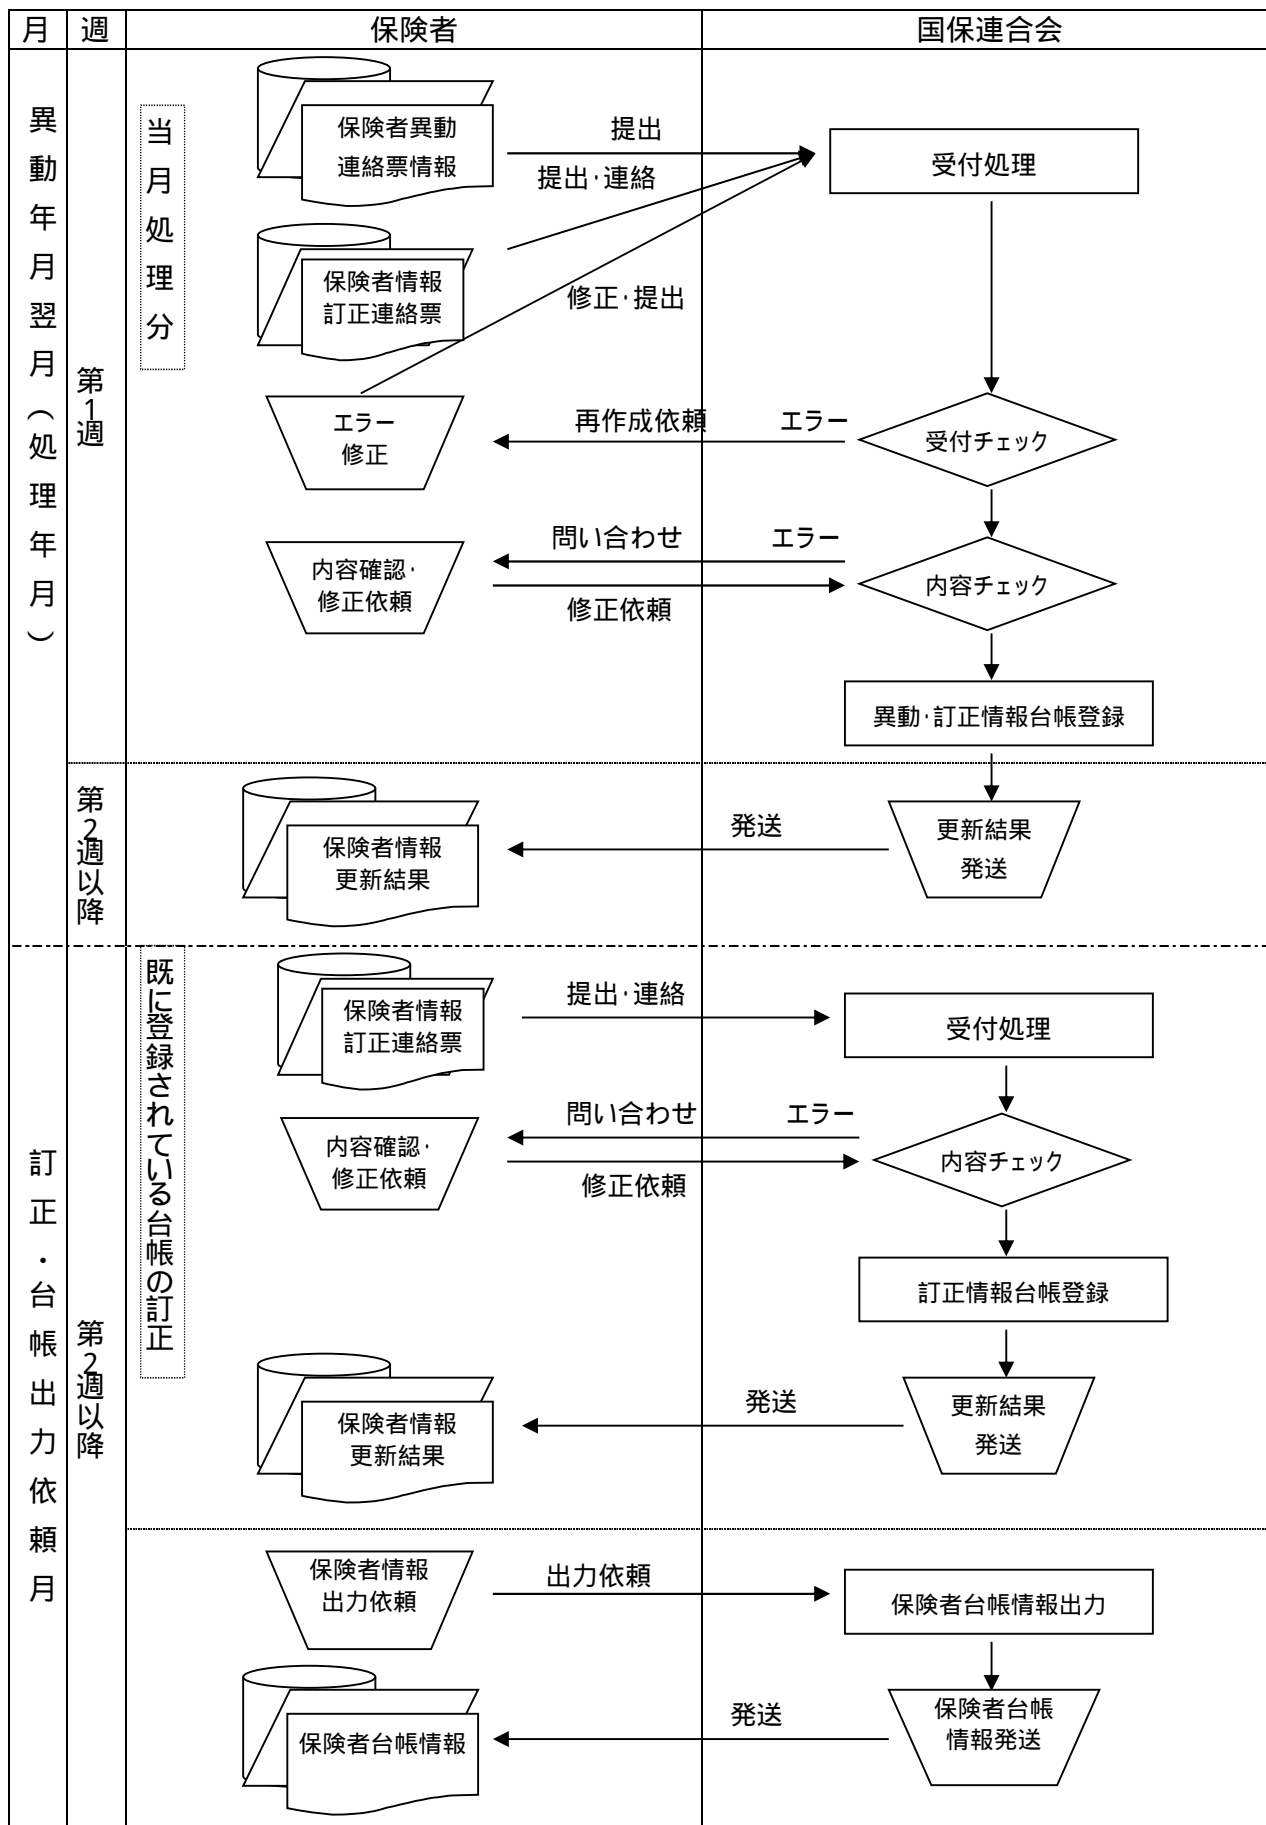 月
週
保険者
国保連合会
異動年月翌月（処理年月）
第1週
当月処理分
保険者異動
連絡票情報
提出
提出・連絡
受付処理
保険者情報
訂正連絡票
修正・提出
エラー
修正
再作成依頼
エラー
受付チェック
内容確認・
修正依頼
問い合わせ
エラー
修正依頼
内容チェック
異動・訂正情報台帳登録
第2週以降
保険者情報
更新結果
発送
更新結果
発送
訂正・台帳出力依頼月
第2週以降
既に登録されている台帳の訂正
保険者情報
訂正連絡票
提出・連絡
受付処理
内容確認・
修正依頼
問い合わせ
エラー
修正依頼
内容チェック
訂正情報台帳登録
保険者情報
更新結果
発送
更新結果
発送
保険者情報
出力依頼
出力依頼
保険者台帳情報出力
保険者台帳情報
発送
保険者台帳
情報発送